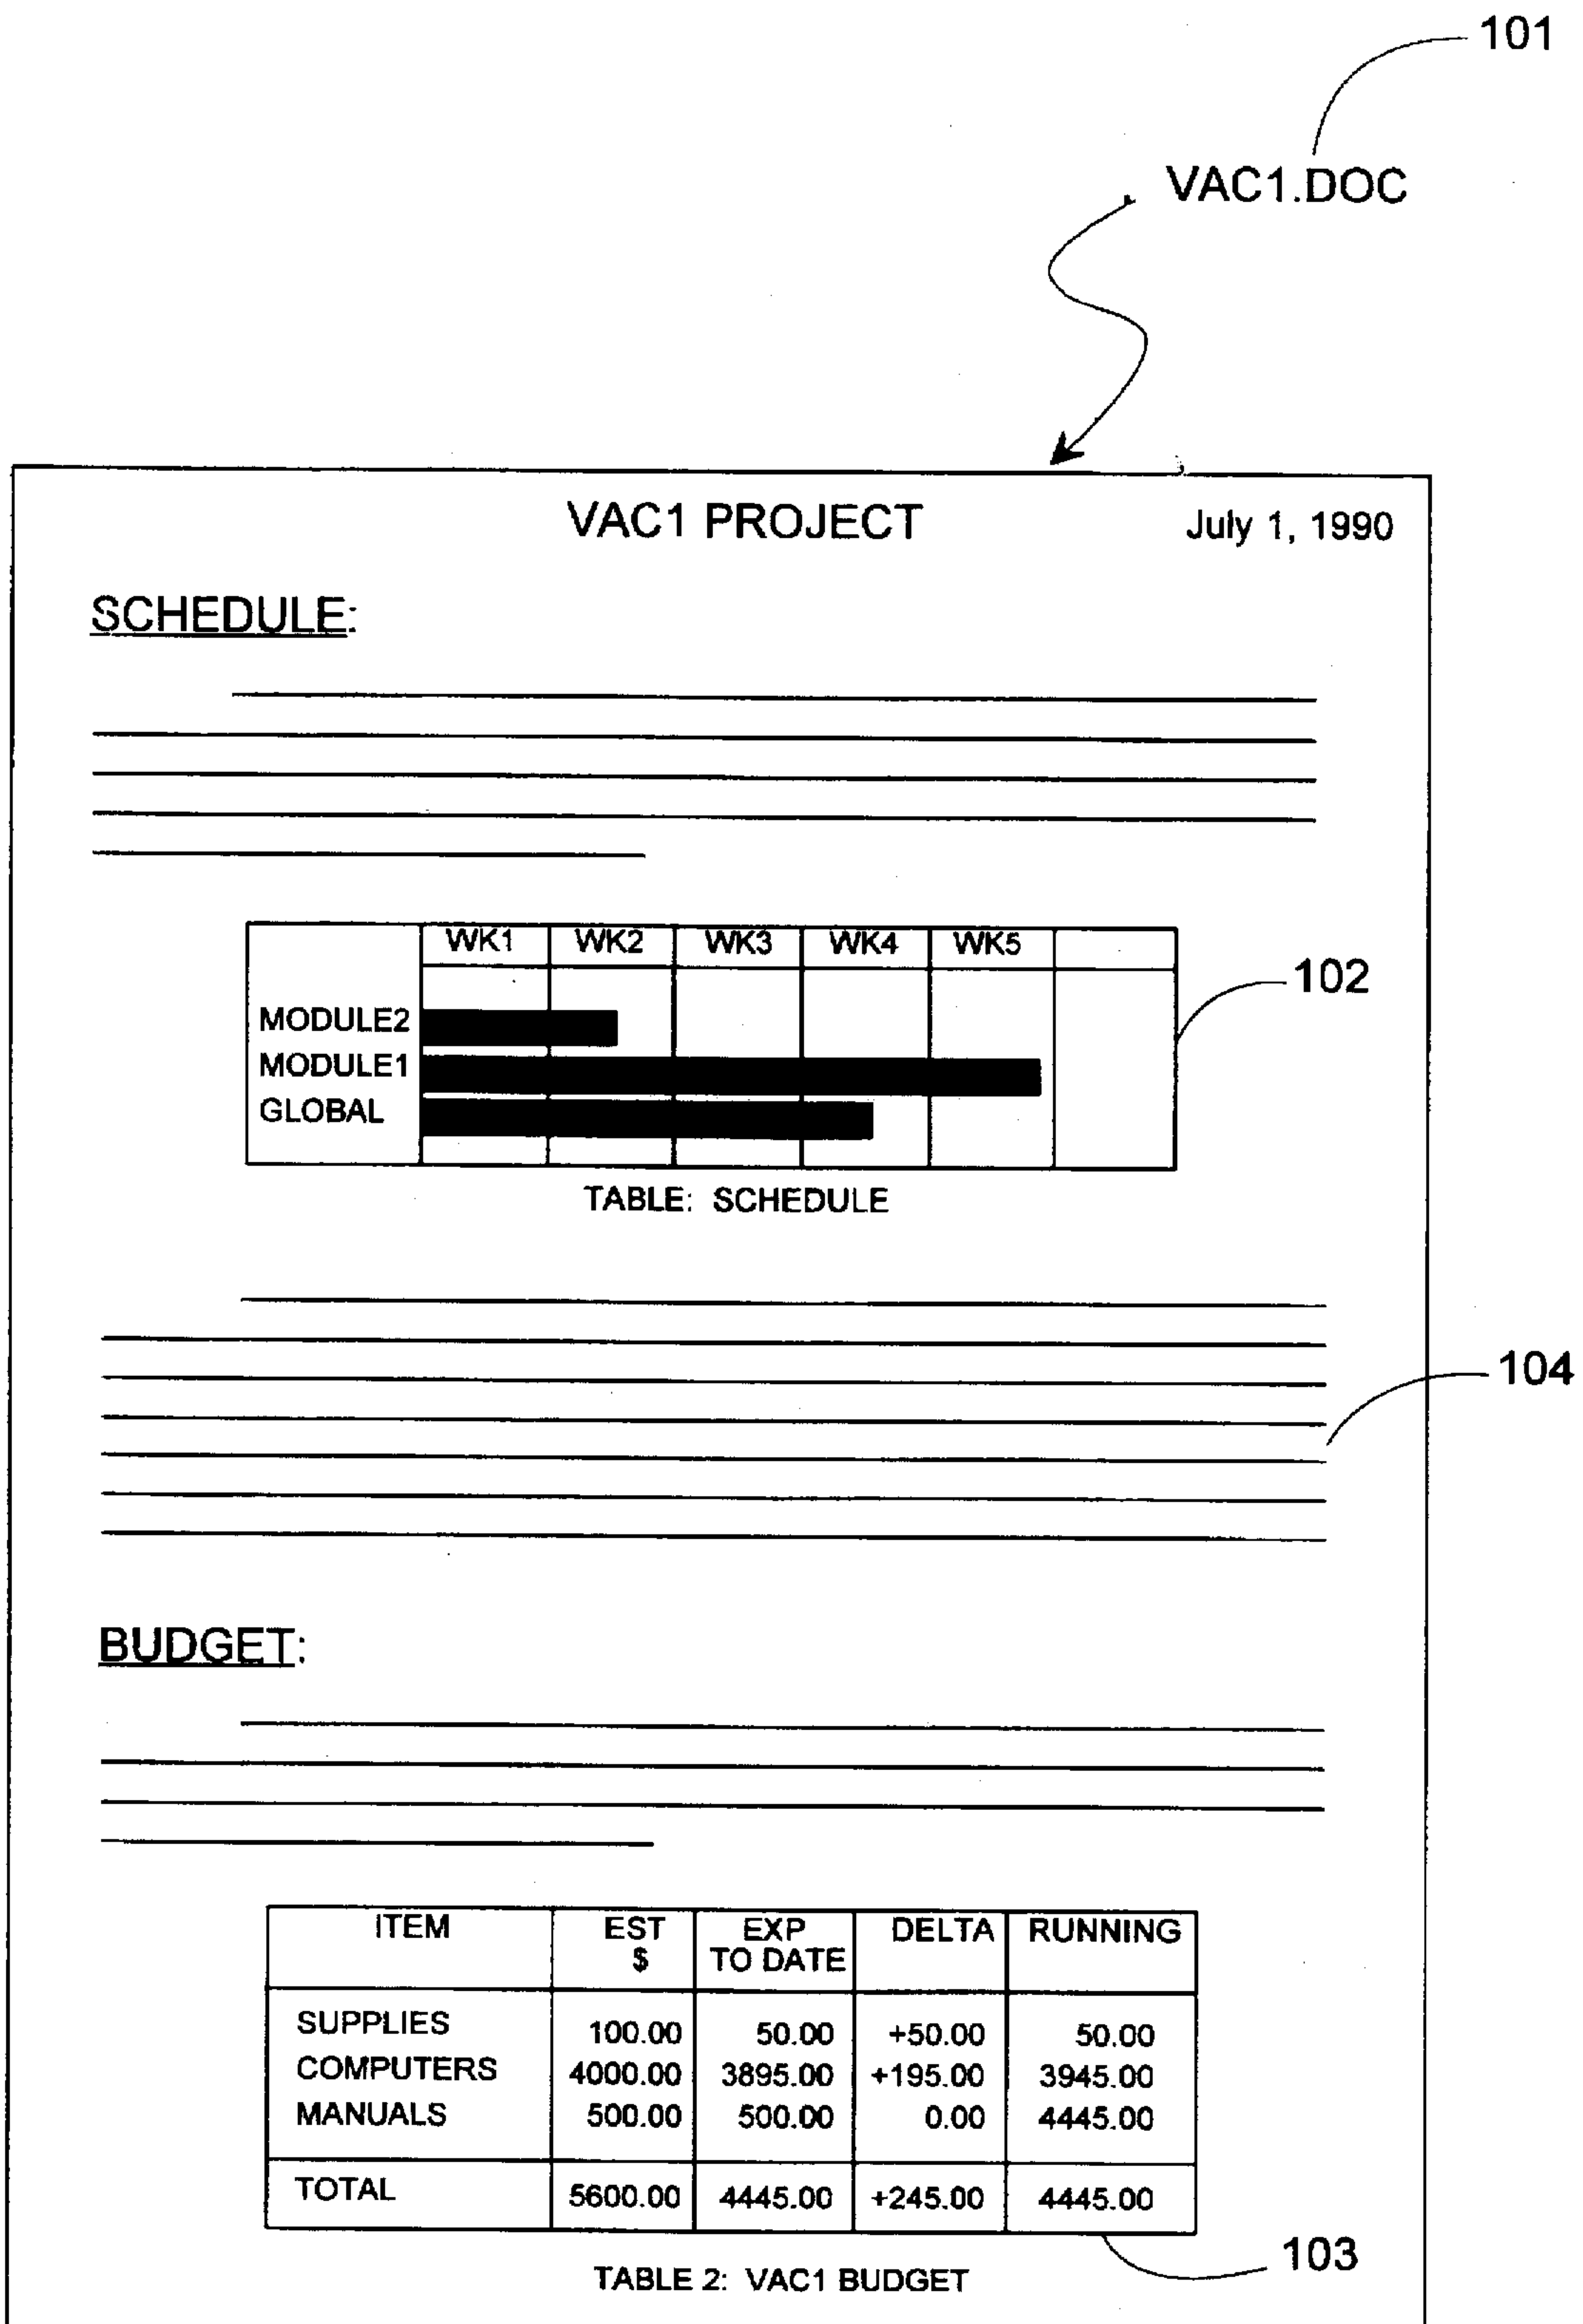 101
VAC1.DOC
VAC1 PROJECT July 1, 1990
SCHEDULE:
WK1 WK2 WK3 WK4 WK5
102
MODULE2
MODULE1
GLOBAL
TABLE: SCHEDULE
104
BUDGET:
ITEM EST $ EXP TO DATE DELTA RUNNING
SUPPLIES 100.00 50.00 +50.00 50.00
COMPUTERS 4000.00 3895.00 +195.00 3945.00
MANUALS 500.00 500.00 0.00 4445.00
TOTAL 5600.00 4445.00 +245.00 4445.00
103
TABLE 2: VAC1 BUDGET